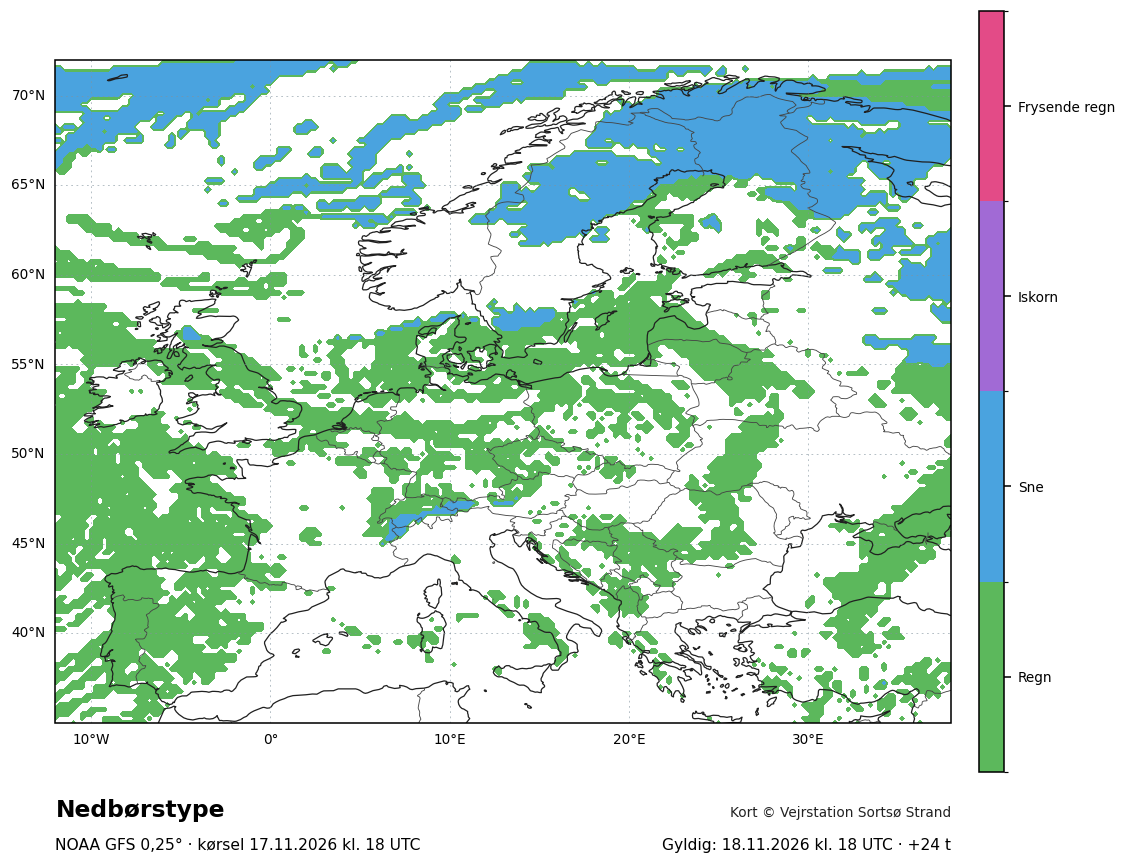 Frysende regn
Iskorn
Sne
Regn
70°N
65°N
60°N
55°N
50°N
45°N
40°N
10°W
0°
10°E
20°E
30°E
Nedbørstype
Kort © Vejrstation Sortsø Strand
NOAA GFS 0,25° · kørsel 17.11.2026 kl. 18 UTC
Gyldig: 18.11.2026 kl. 18 UTC · +24 t